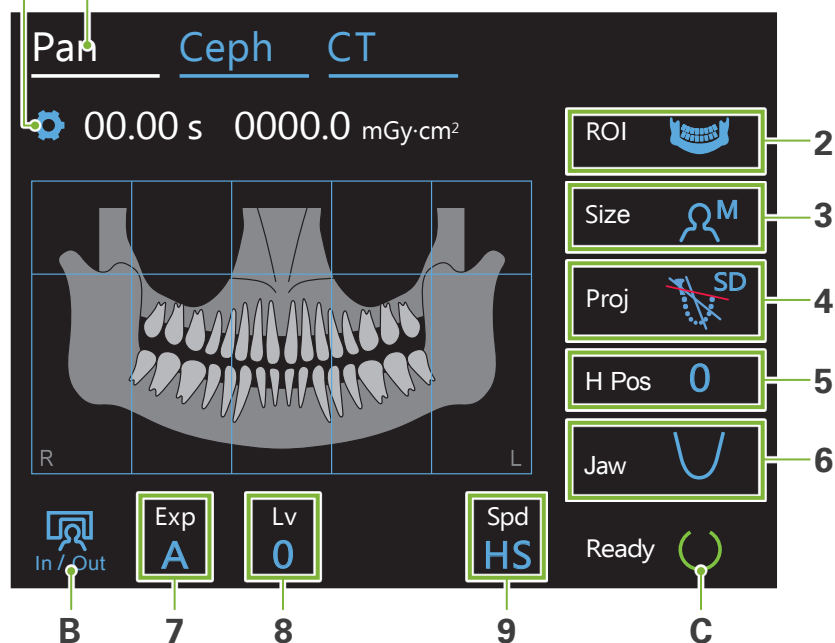 Pan Ceph CT
00.00 s 0000.0 mGy·cm²
ROI
2
Size M
3
Proj SD
4
H Pos 0
5
Jaw
6
R L
In / Out
Exp
A
Lv
0
Spd
HS
Ready
B 7 8 9 C